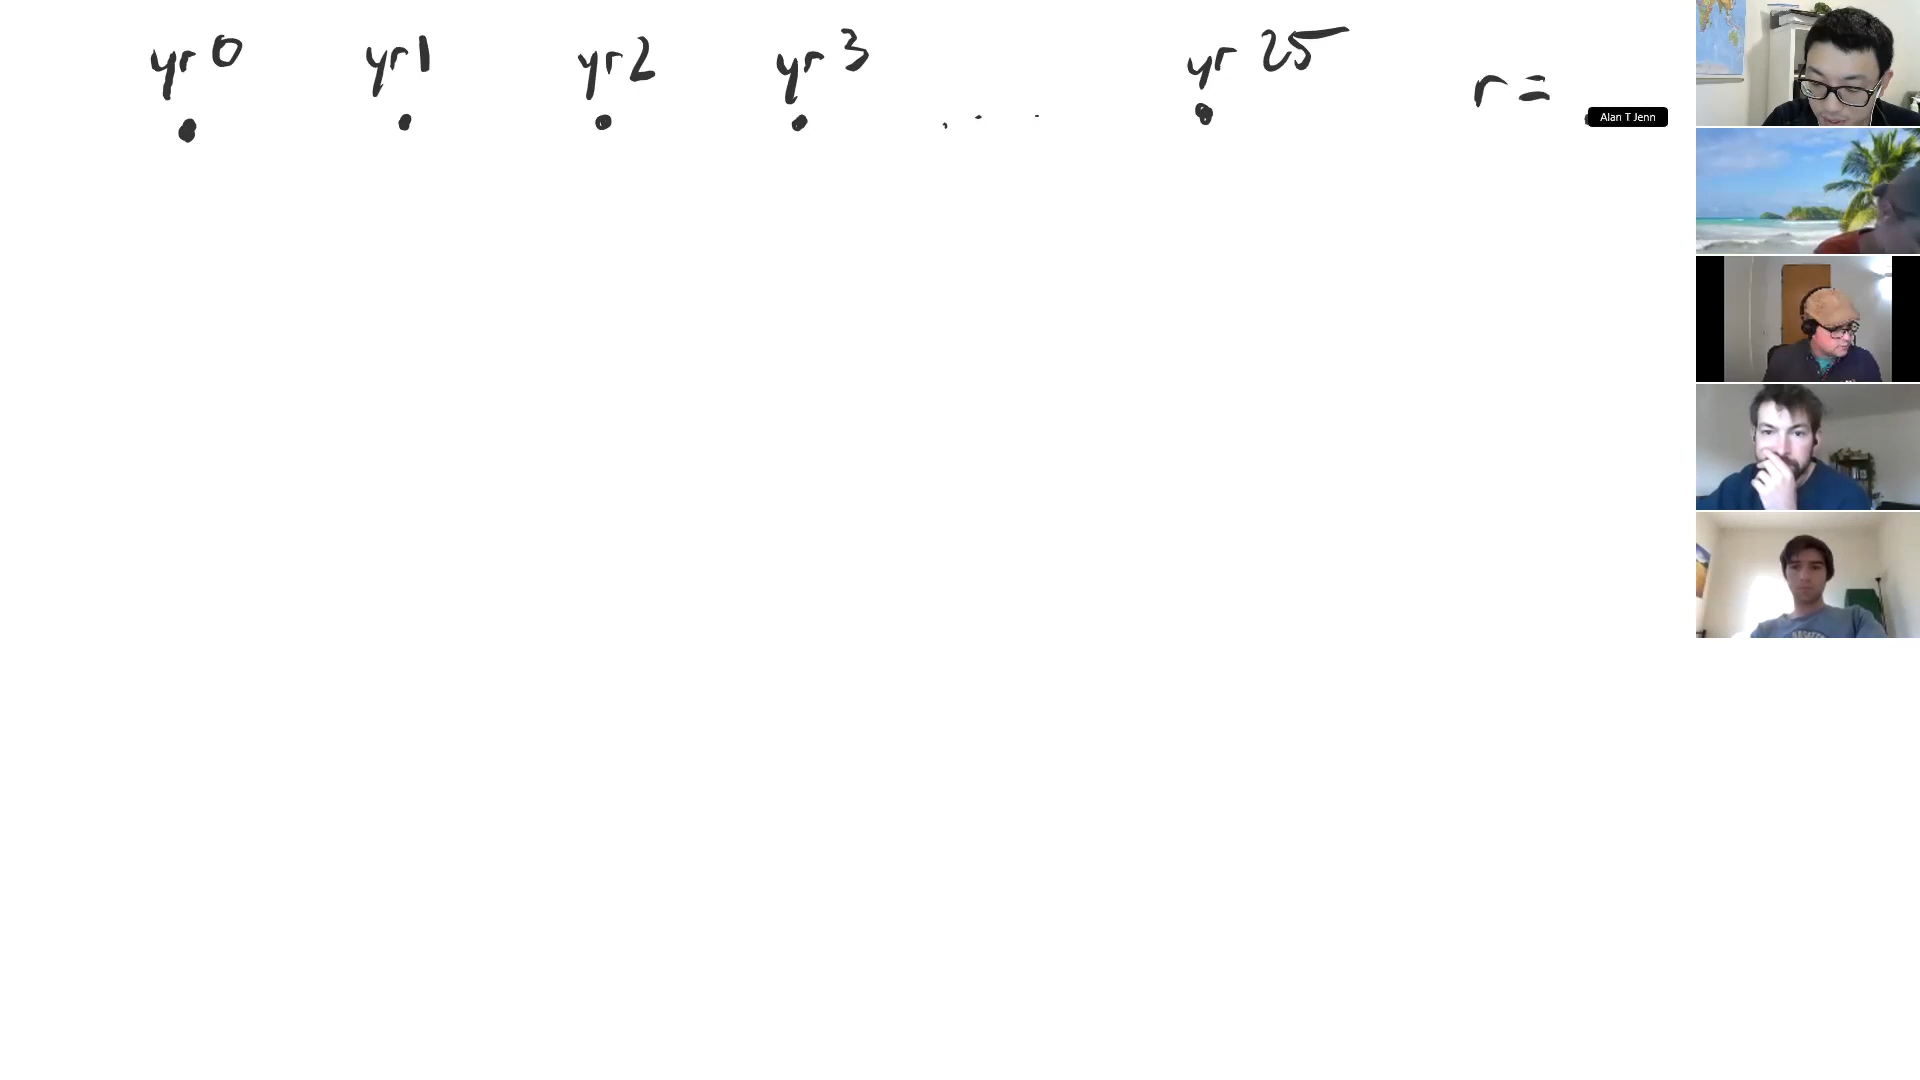 yr 0 yr 1 yr 2 yr 3 .... yr 25 r =
Alan T Jenn